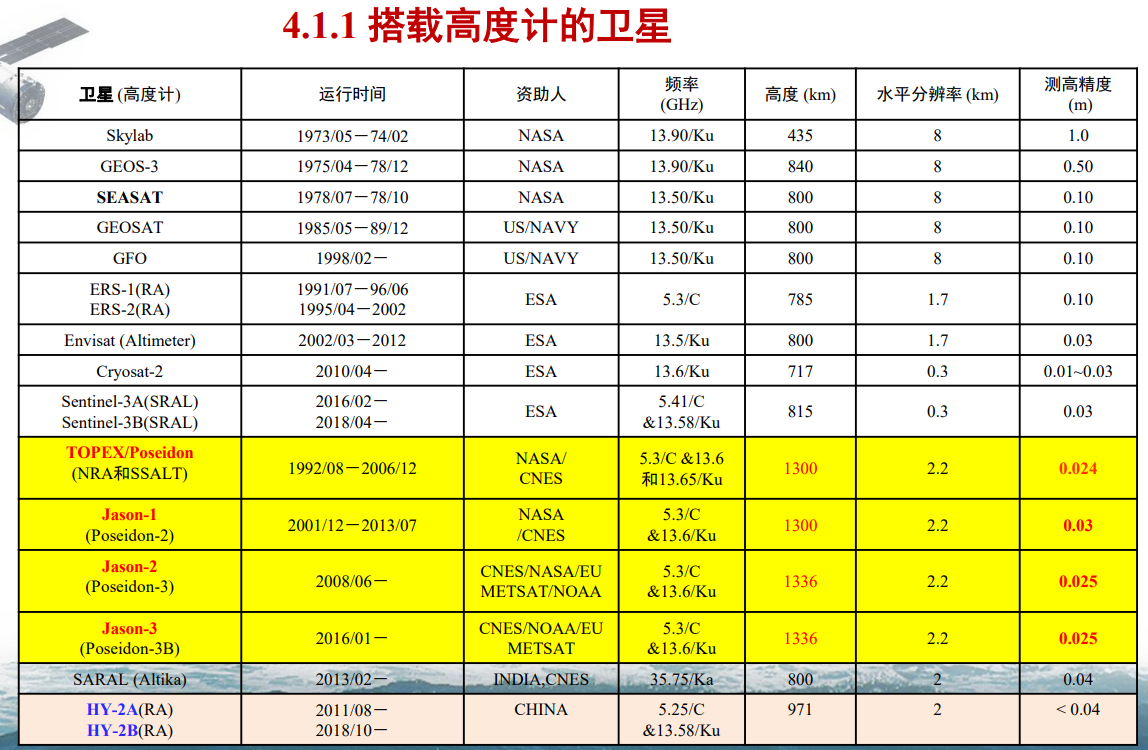 4.1.1 搭载高度计的卫星
卫星 (高度计) 运行时间 资助人 频率 (GHz) 高度 (km) 水平分辨率 (km) 测高精度 (m)
Skylab 1973/05－74/02 NASA 13.90/Ku 435 8 1.0
GEOS-3 1975/04－78/12 NASA 13.90/Ku 840 8 0.50
SEASAT 1978/07－78/10 NASA 13.50/Ku 800 8 0.10
GEOSAT 1985/05－89/12 US/NAVY 13.50/Ku 800 8 0.10
GFO 1998/02－ US/NAVY 13.50/Ku 800 8 0.10
ERS-1(RA) 1991/07－96/06
ERS-2(RA) 1995/04－2002
ESA 5.3/C 785 1.7 0.10
Envisat (Altimeter) 2002/03－2012 ESA 13.5/Ku 800 1.7 0.03
Cryosat-2 2010/04－ ESA 13.6/Ku 717 0.3 0.01~0.03
Sentinel-3A(SRAL) 2016/02－ 5.41/C
Sentinel-3B(SRAL) 2018/04－ &13.58/Ku
ESA 815 0.3 0.03
TOPEX/Poseidon NASA/ 5.3/C &13.6
(NRA和SSALT) CNES 和13.65/Ku
1992/08－2006/12 1300 2.2 0.024
Jason-1 NASA 5.3/C
(Poseidon-2) /CNES &13.6/Ku
2001/12－2013/07 1300 2.2 0.03
Jason-2 CNES/NASA/EU 5.3/C
(Poseidon-3) METSAT/NOAA &13.6/Ku
2008/06－ 1336 2.2 0.025
Jason-3 CNES/NOAA/EU 5.3/C
(Poseidon-3B) METSAT &13.6/Ku
2016/01－ 1336 2.2 0.025
SARAL (Altika) 2013/02－ INDIA,CNES 35.75/Ka 800 2 0.04
HY-2A(RA) 2011/08－ CHINA 5.25/C 971 2 < 0.04
HY-2B(RA) 2018/10－ &13.58/Ku